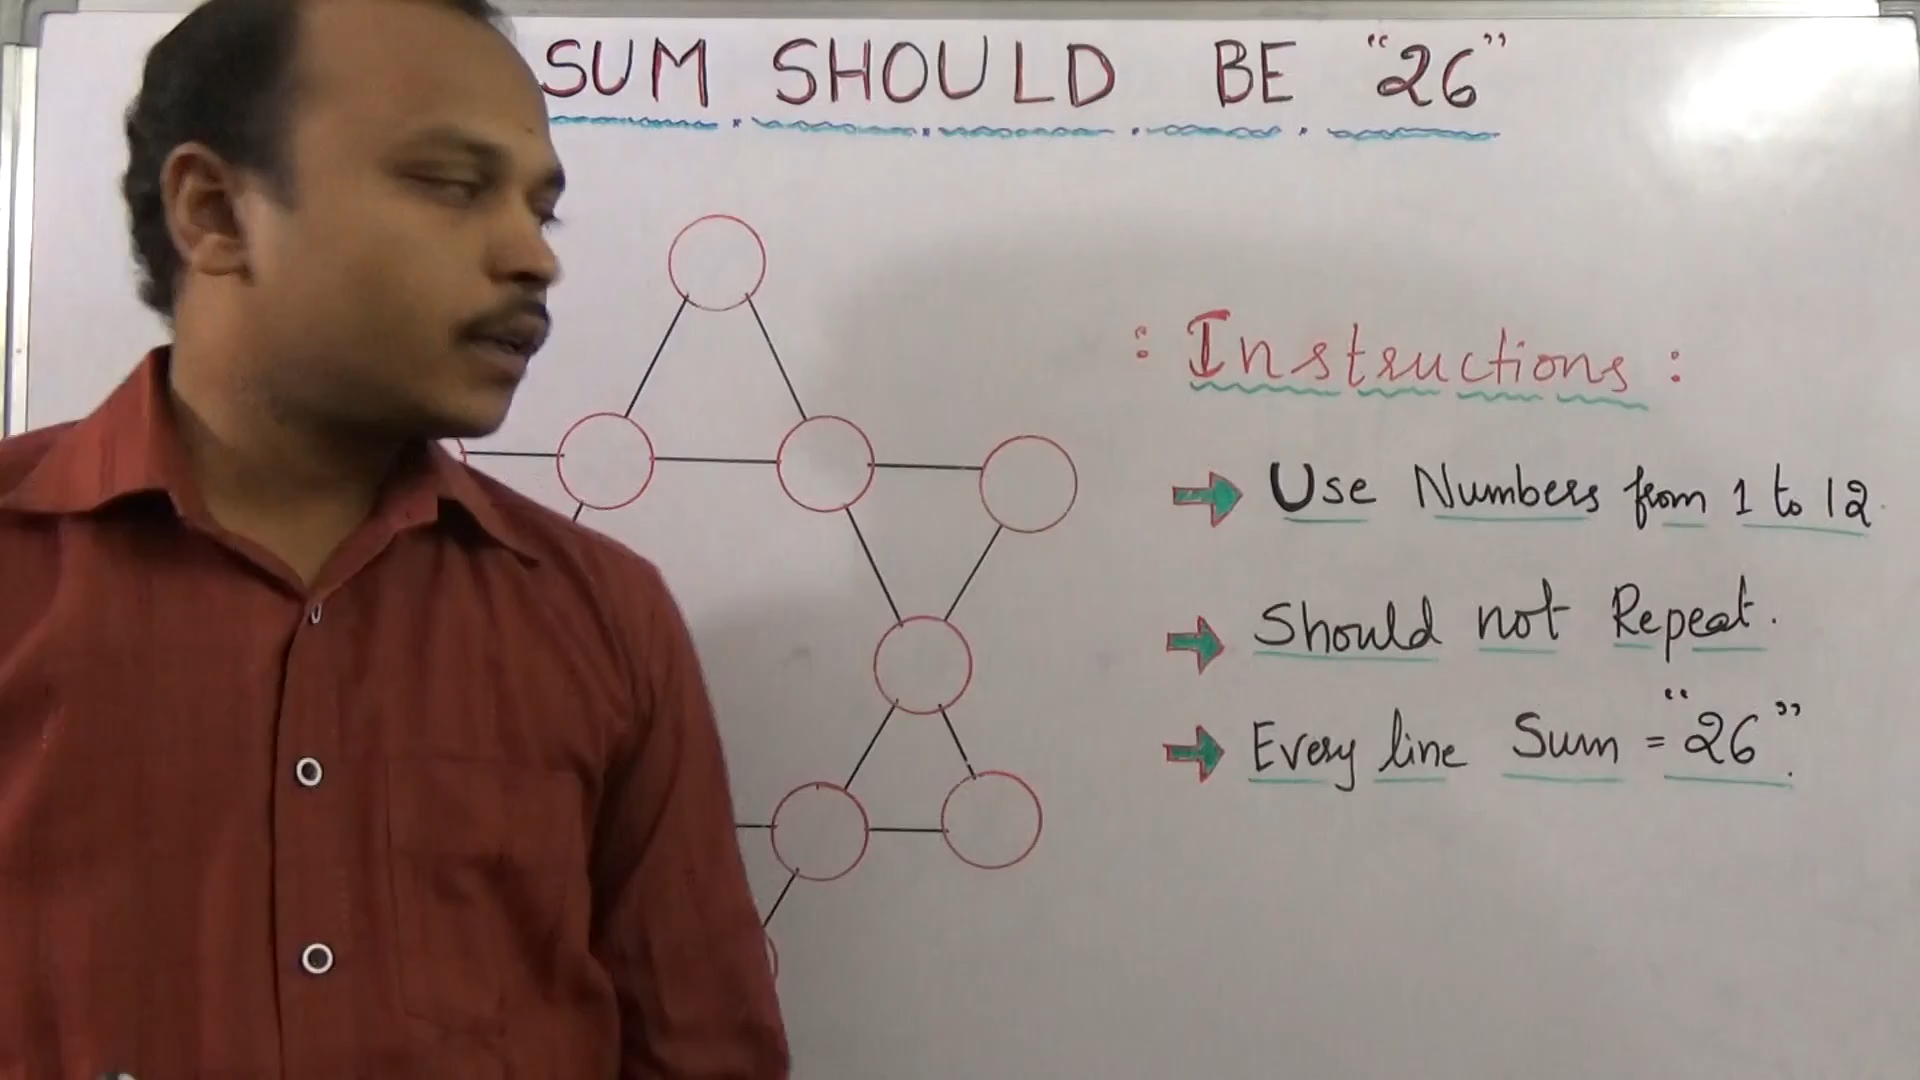 SUM SHOULD BE "26"
: Instructions :
Use Numbers from 1 to 12.
Should not Repeat.
Every line Sum = "26".